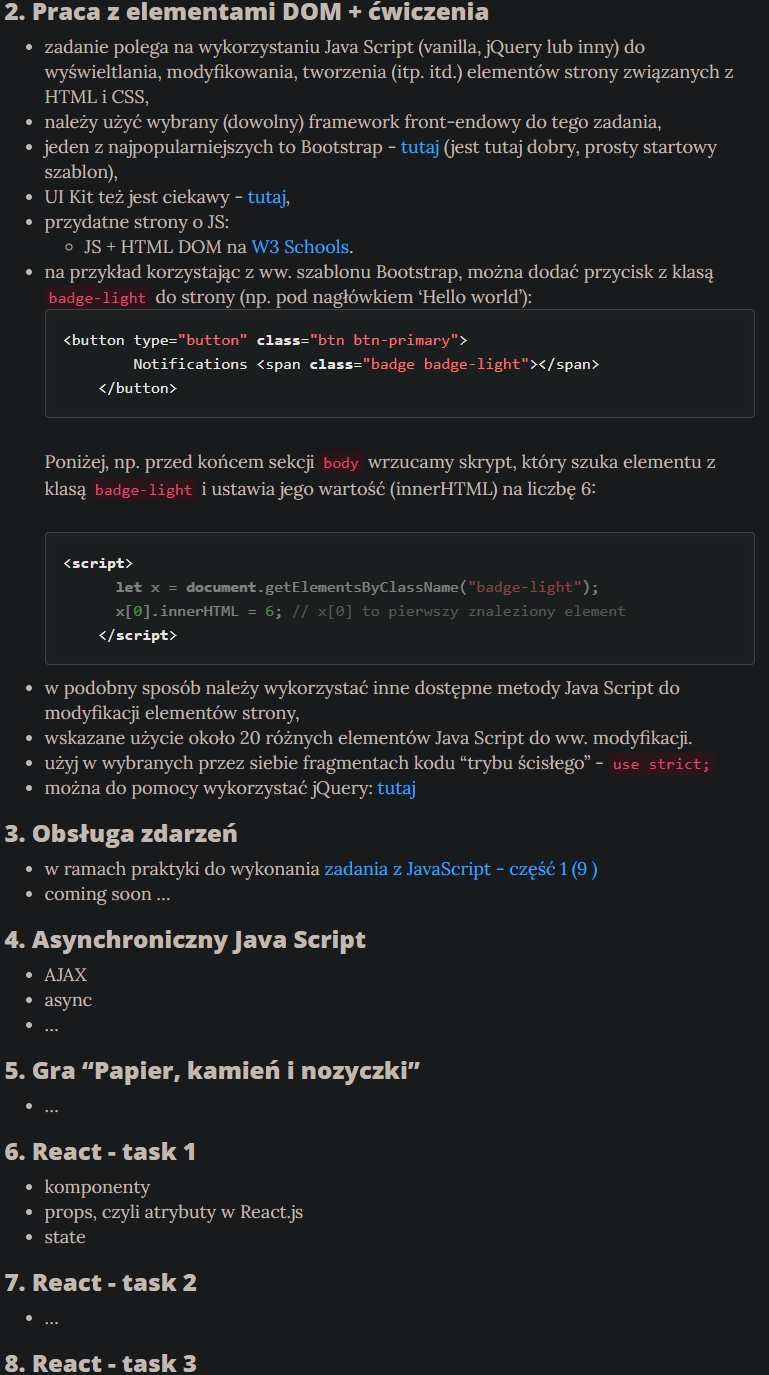 2. Praca z elementami DOM + ćwiczenia
• zadanie polega na wykorzystaniu Java Script (vanilla, jQuery lub inny) do
wyświeltlania, modyfikowania, tworzenia (itp. itd.) elementów strony związanych z
HTML i CSS,
• należy użyć wybrany (dowolny) framework front-endowy do tego zadania,
• jeden z najpopularniejszych to Bootstrap - tutaj (jest tutaj dobry, prosty startowy
szablon),
• UI Kit też jest ciekawy - tutaj,
• przydatne strony o JS:
◦ JS + HTML DOM na W3 Schools.
• na przykład korzystając z ww. szablonu Bootstrap, można dodać przycisk z klasą
badge-light do strony (np. pod nagłówkiem ‘Hello world’):
<button type="button" class="btn btn-primary">
Notifications <span class="badge badge-light"></span>
</button>
Poniżej, np. przed końcem sekcji body wrzucamy skrypt, który szuka elementu z
klasą badge-light i ustawia jego wartość (innerHTML) na liczbę 6:
<script>
let x = document.getElementsByClassName("badge-light");
x[0].innerHTML = 6; // x[0] to pierwszy znaleziony element
</script>
• w podobny sposób należy wykorzystać inne dostępne metody Java Script do
modyfikacji elementów strony,
• wskazane użycie około 20 różnych elementów Java Script do ww. modyfikacji.
• użyj w wybranych przez siebie fragmentach kodu “trybu ścisłego” - use strict;
• można do pomocy wykorzystać jQuery: tutaj
3. Obsługa zdarzeń
• w ramach praktyki do wykonania zadania z JavaScript - część 1 (9 )
• coming soon …
4. Asynchroniczny Java Script
• AJAX
• async
• …
5. Gra “Papier, kamień i nozyczki”
• …
6. React - task 1
• komponenty
• props, czyli atrybuty w React.js
• state
7. React - task 2
• …
8. React - task 3